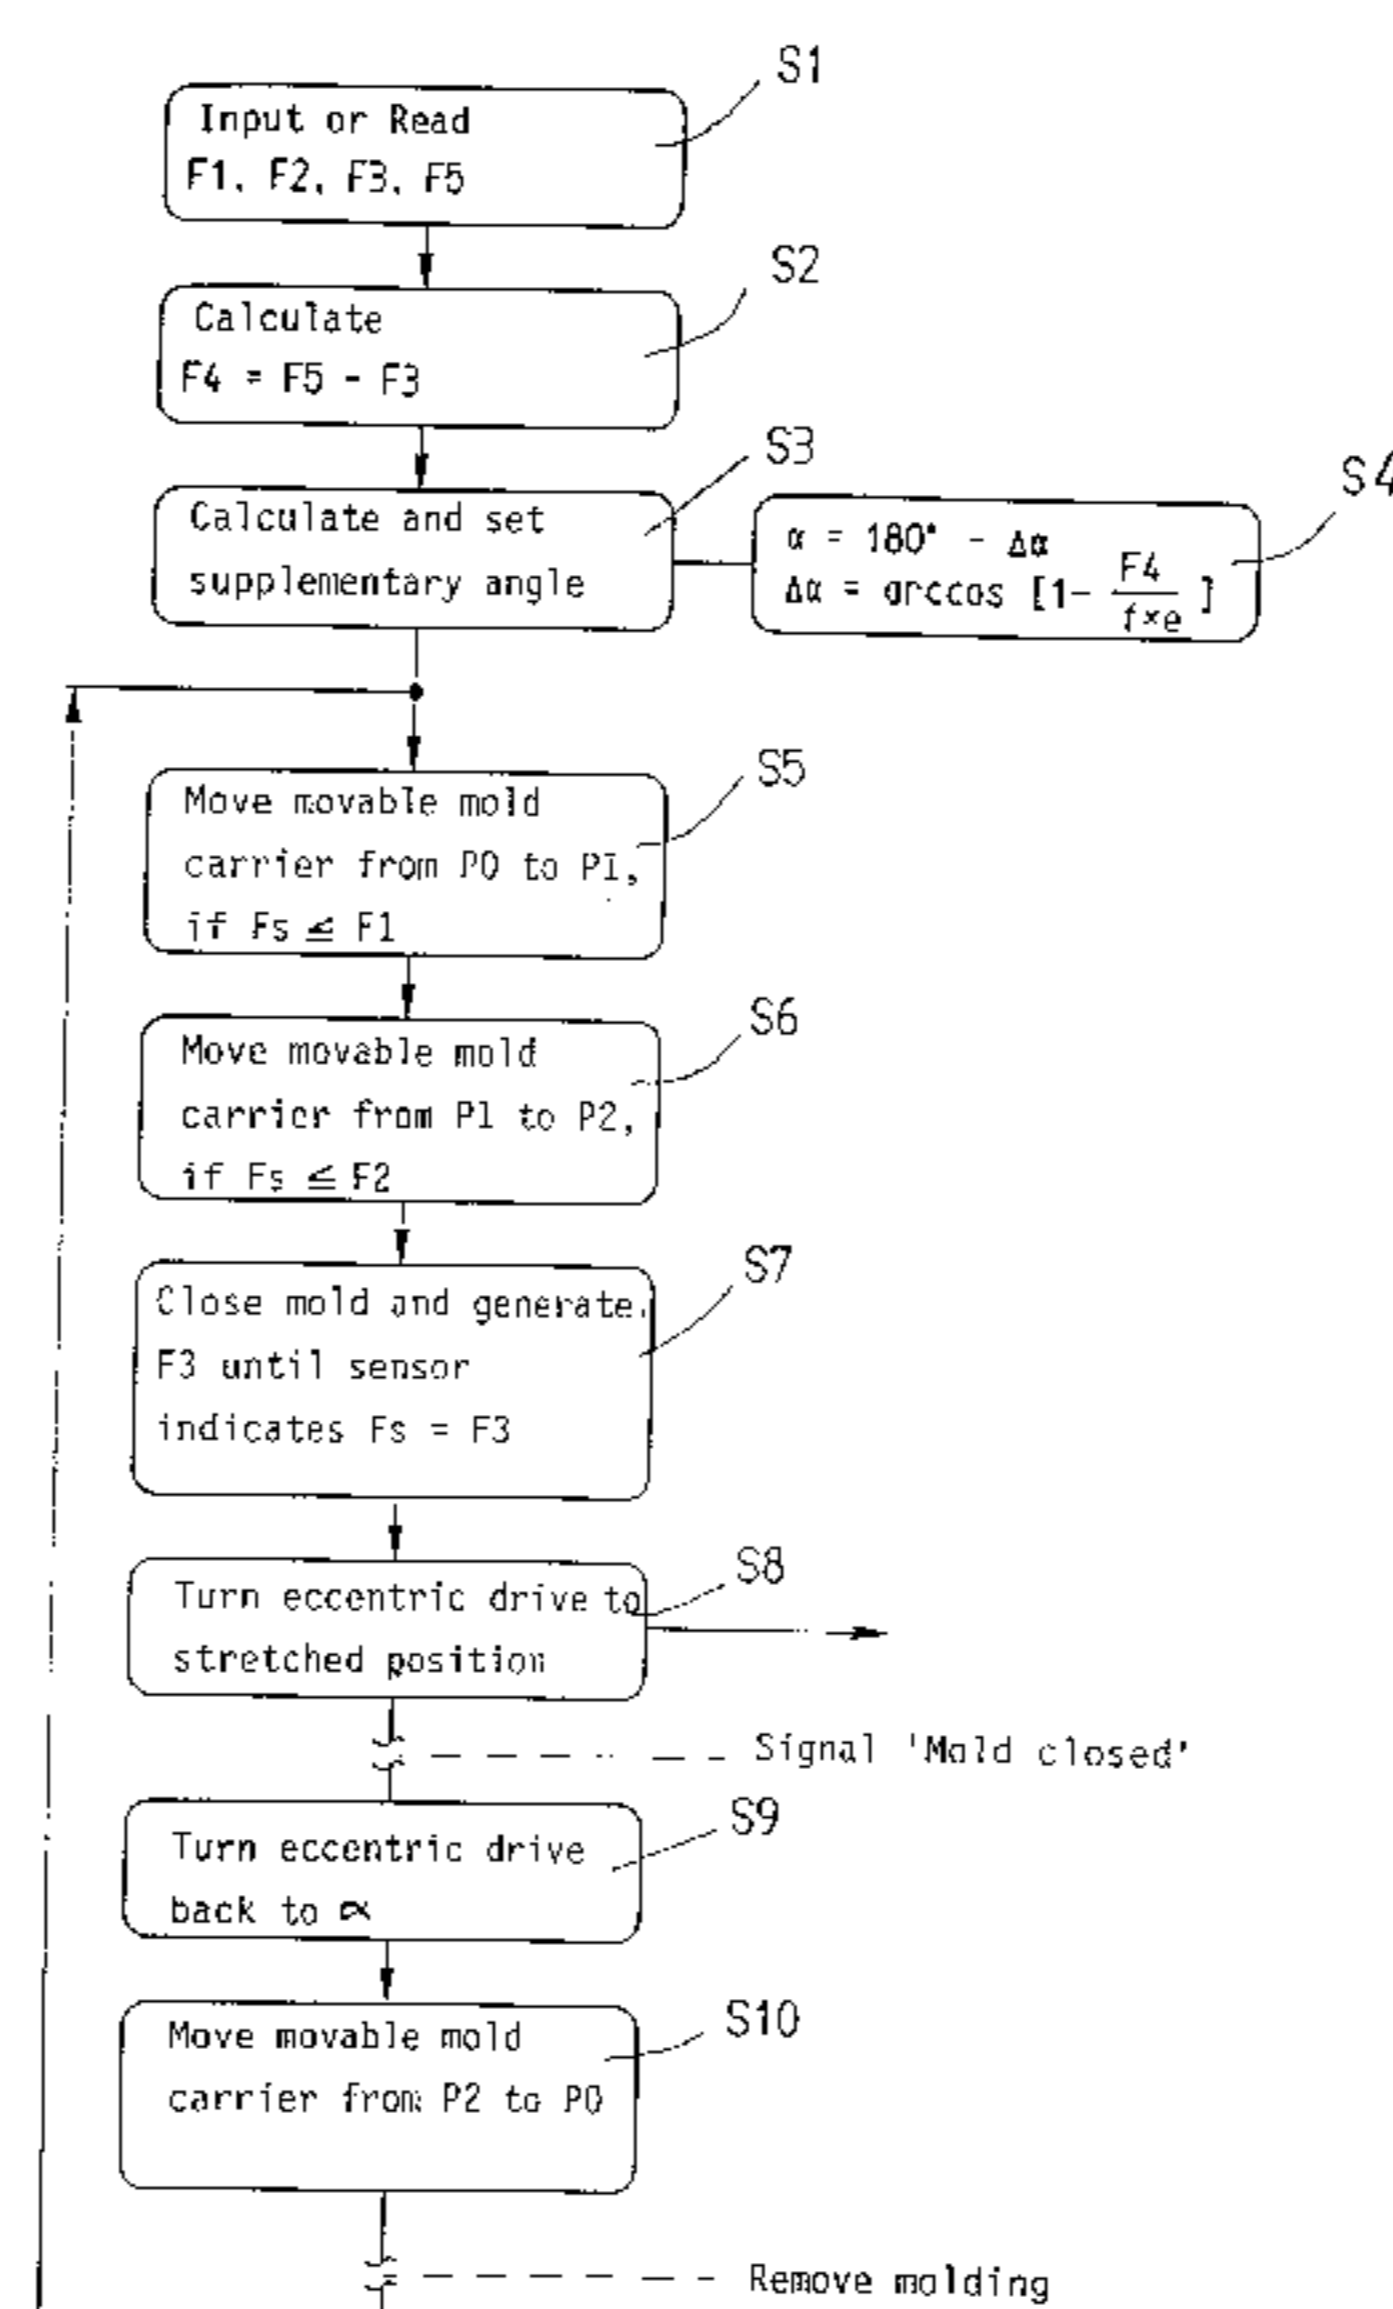 S1
Input or Read
F1, F2, F3, F5
S2
Calculate
F4 = F5 - F3
S3
Calculate and set
supplementary angle
S4
α = 180° - Δα
Δα = arccos [1- F4 / f×e ]
S5
Move movable mold
carrier from P0 to P1,
if Fs ≦ F1
S6
Move movable mold
carrier from P1 to P2,
if Fs ≦ F2
S7
Close mold and generate
F3 until sensor
indicates Fs = F3
S8
Turn eccentric drive to
stretched position
Signal 'Mold closed'
S9
Turn eccentric drive
back to α
S10
Move movable mold
carrier from P2 to P0
Remove molding